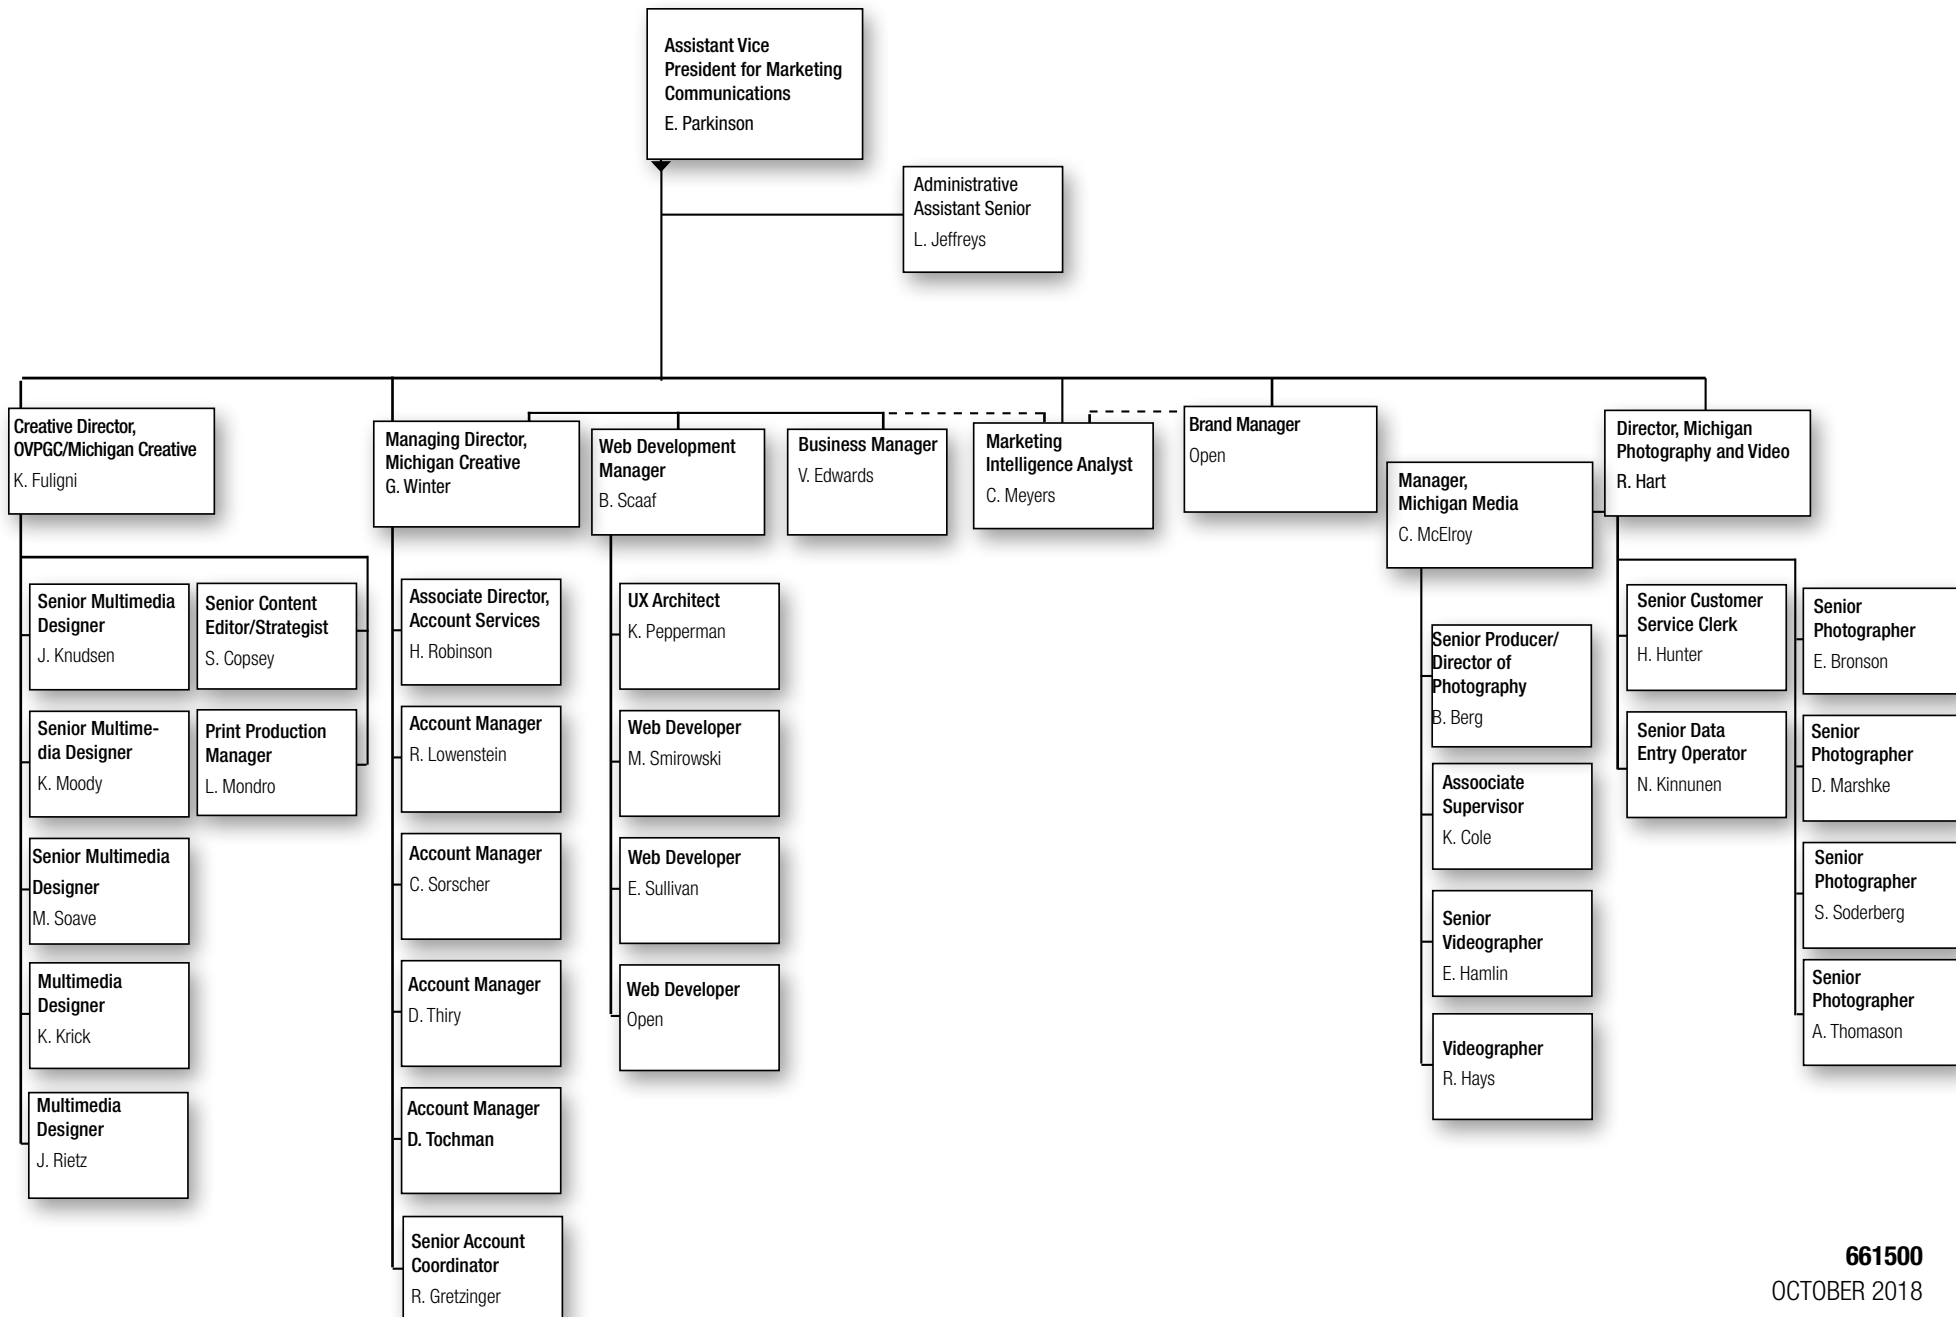 Assistant Vice
President for Marketing
Communications
E. Parkinson
Administrative
Assistant Senior
L. Jeffreys
Creative Director,
OVPGC/Michigan Creative
K. Fuligni
Managing Director,
Michigan Creative
G. Winter
Web Development
Manager
B. Scaaf
Business Manager
V. Edwards
Marketing
Intelligence Analyst
C. Meyers
Brand Manager
Open
Manager,
Michigan Media
C. McElroy
Director, Michigan
Photography and Video
R. Hart
Senior Multimedia
Designer
J. Knudsen
Senior Multime-
dia Designer
K. Moody
Senior Multimedia
Designer
M. Soave
Multimedia
Designer
K. Krick
Multimedia
Designer
J. Rietz
Senior Content
Editor/Strategist
S. Copsey
Print Production
Manager
L. Mondro
Associate Director,
Account Services
H. Robinson
Account Manager
R. Lowenstein
Account Manager
C. Sorscher
Account Manager
D. Thiry
Account Manager
D. Tochman
Senior Account
Coordinator
R. Gretzinger
UX Architect
K. Pepperman
Web Developer
M. Smirowski
Web Developer
E. Sullivan
Web Developer
Open
Senior Producer/
Director of
Photography
B. Berg
Assoociate
Supervisor
K. Cole
Senior
Videographer
E. Hamlin
Videographer
R. Hays
Senior Customer
Service Clerk
H. Hunter
Senior Data
Entry Operator
N. Kinnunen
Senior
Photographer
E. Bronson
Senior
Photographer
D. Marshke
Senior
Photographer
S. Soderberg
Senior
Photographer
A. Thomason
661500
OCTOBER 2018